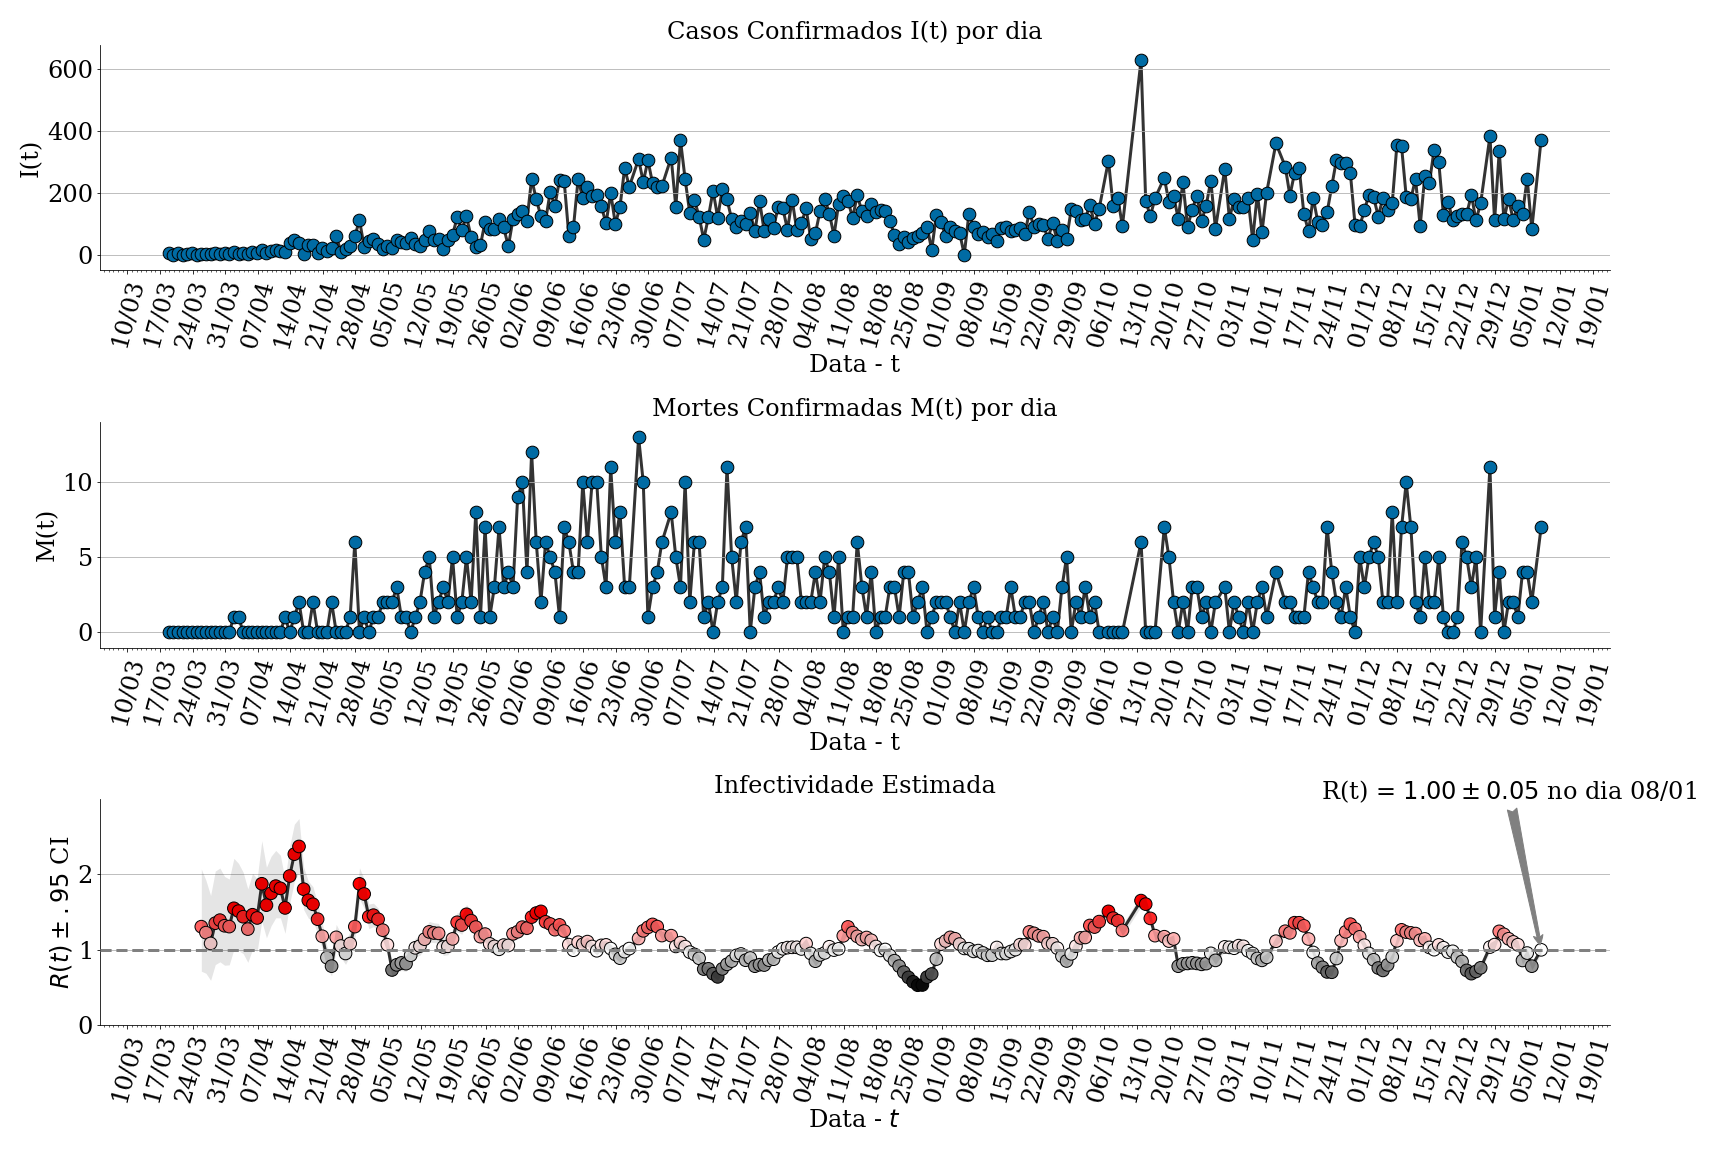 Casos Confirmados I(t) por dia
I(t)
600
400
200
0
10/03 17/03 24/03 31/03 07/04 14/04 21/04 28/04 05/05 12/05 19/05 26/05 02/06 09/06 16/06 23/06 30/06 07/07 14/07 21/07 28/07 04/08 11/08 18/08 25/08 01/09 08/09 15/09 22/09 29/09 06/10 13/10 20/10 27/10 03/11 10/11 17/11 24/11 01/12 08/12 15/12 22/12 29/12 05/01 12/01 19/01
Data - t
Mortes Confirmadas M(t) por dia
M(t)
10
5
0
10/03 17/03 24/03 31/03 07/04 14/04 21/04 28/04 05/05 12/05 19/05 26/05 02/06 09/06 16/06 23/06 30/06 07/07 14/07 21/07 28/07 04/08 11/08 18/08 25/08 01/09 08/09 15/09 22/09 29/09 06/10 13/10 20/10 27/10 03/11 10/11 17/11 24/11 01/12 08/12 15/12 22/12 29/12 05/01 12/01 19/01
Data - t
Infectividade Estimada
R(t) = 1.00 ± 0.05 no dia 08/01
R(t) ± .95 CI
2
1
0
10/03 17/03 24/03 31/03 07/04 14/04 21/04 28/04 05/05 12/05 19/05 26/05 02/06 09/06 16/06 23/06 30/06 07/07 14/07 21/07 28/07 04/08 11/08 18/08 25/08 01/09 08/09 15/09 22/09 29/09 06/10 13/10 20/10 27/10 03/11 10/11 17/11 24/11 01/12 08/12 15/12 22/12 29/12 05/01 12/01 19/01
Data - t